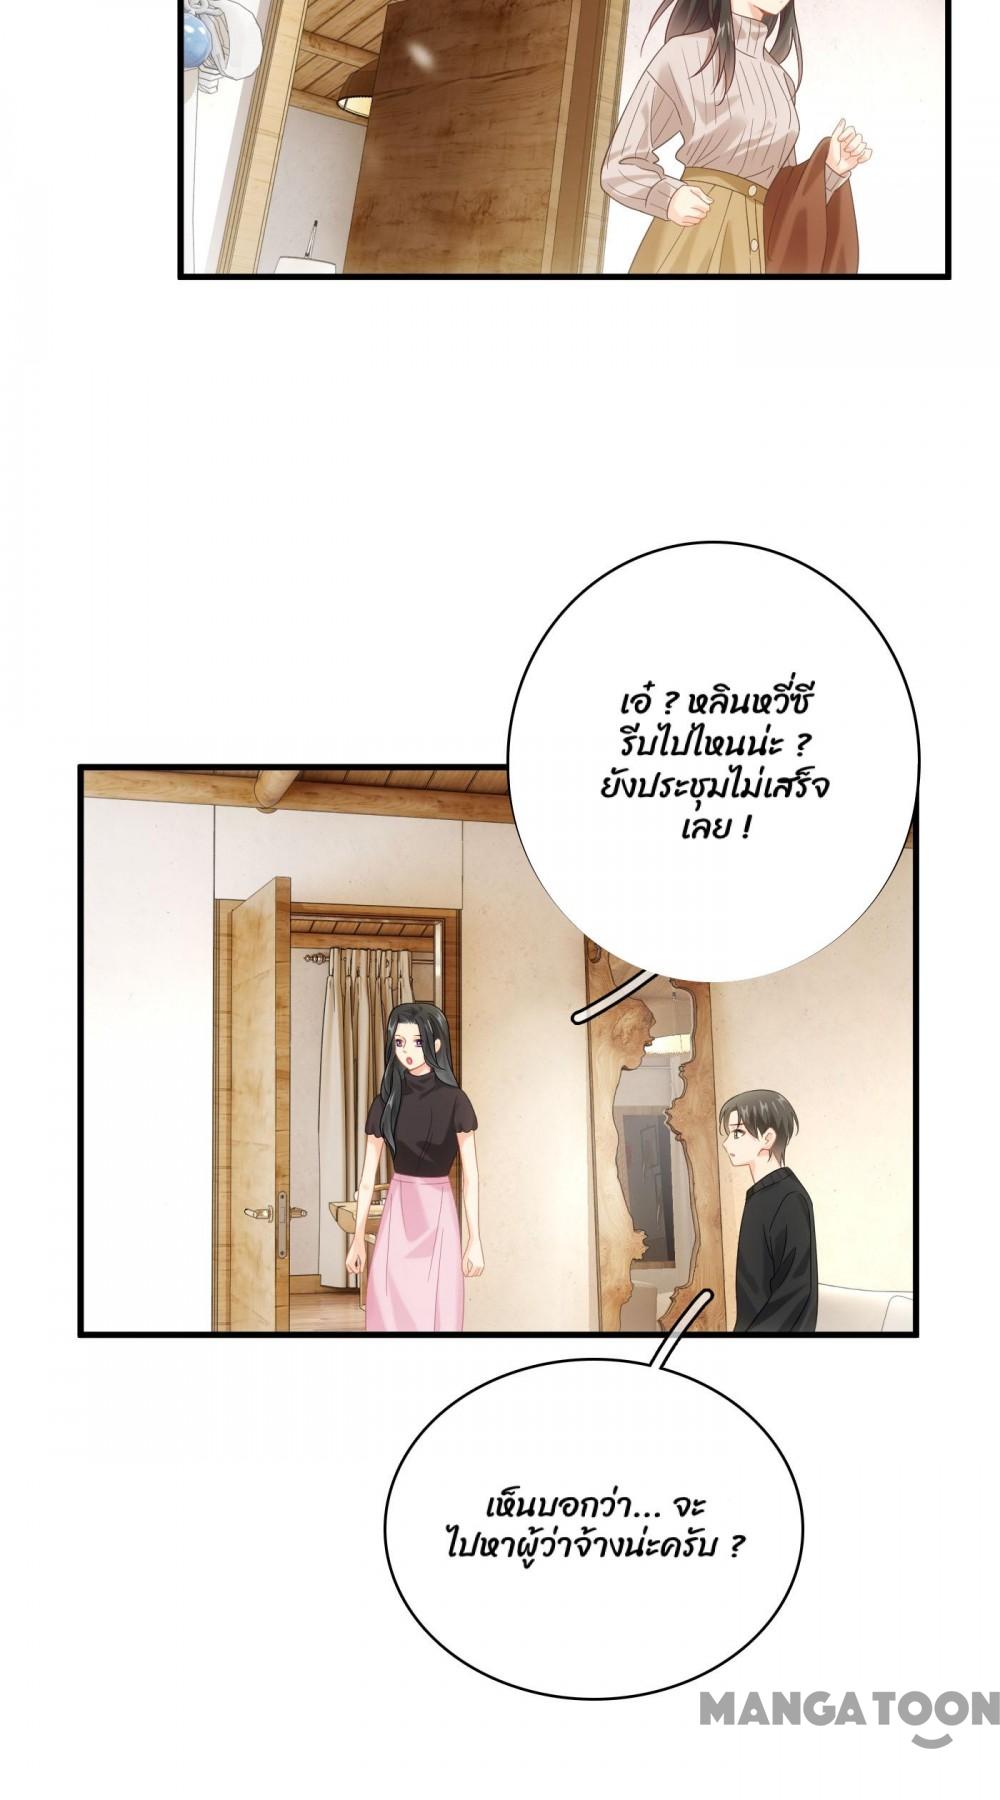 เอ๋ ? หลินหวี่ซี
รีบไปไหนน่ะ ?
ยังประชุมไม่เสร็จ
เลย !
เห็นบอกว่า... จะ
ไปหาผู้ว่าจ้างน่ะครับ ?
MANGATOON